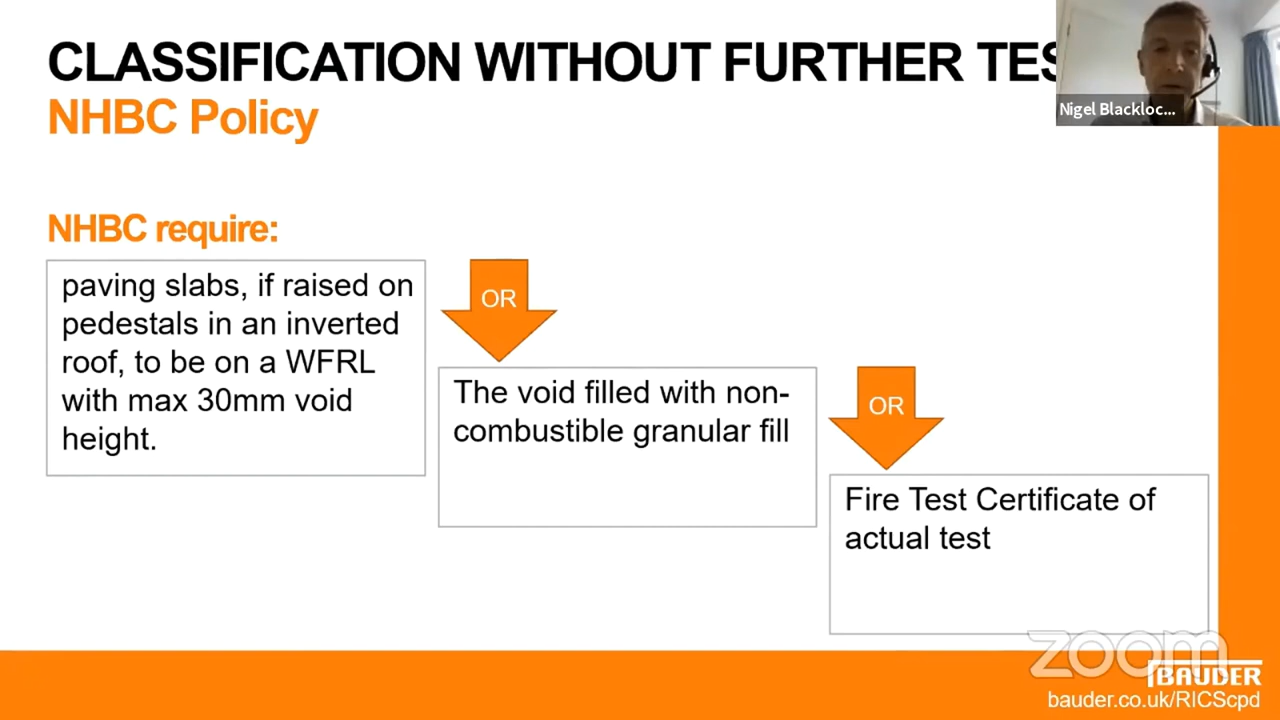 CLASSIFICATION WITHOUT FURTHER
NHBC Policy
Nigel Blackloc...
NHBC require:
paving slabs, if raised on
pedestals in an inverted
roof, to be on a WFRL
with max 30mm void
height.
OR
The void filled with non-
combustible granular fill
OR
Fire Test Certificate of
actual test
zoom
BAUDER
bauder.co.uk/RICScpd